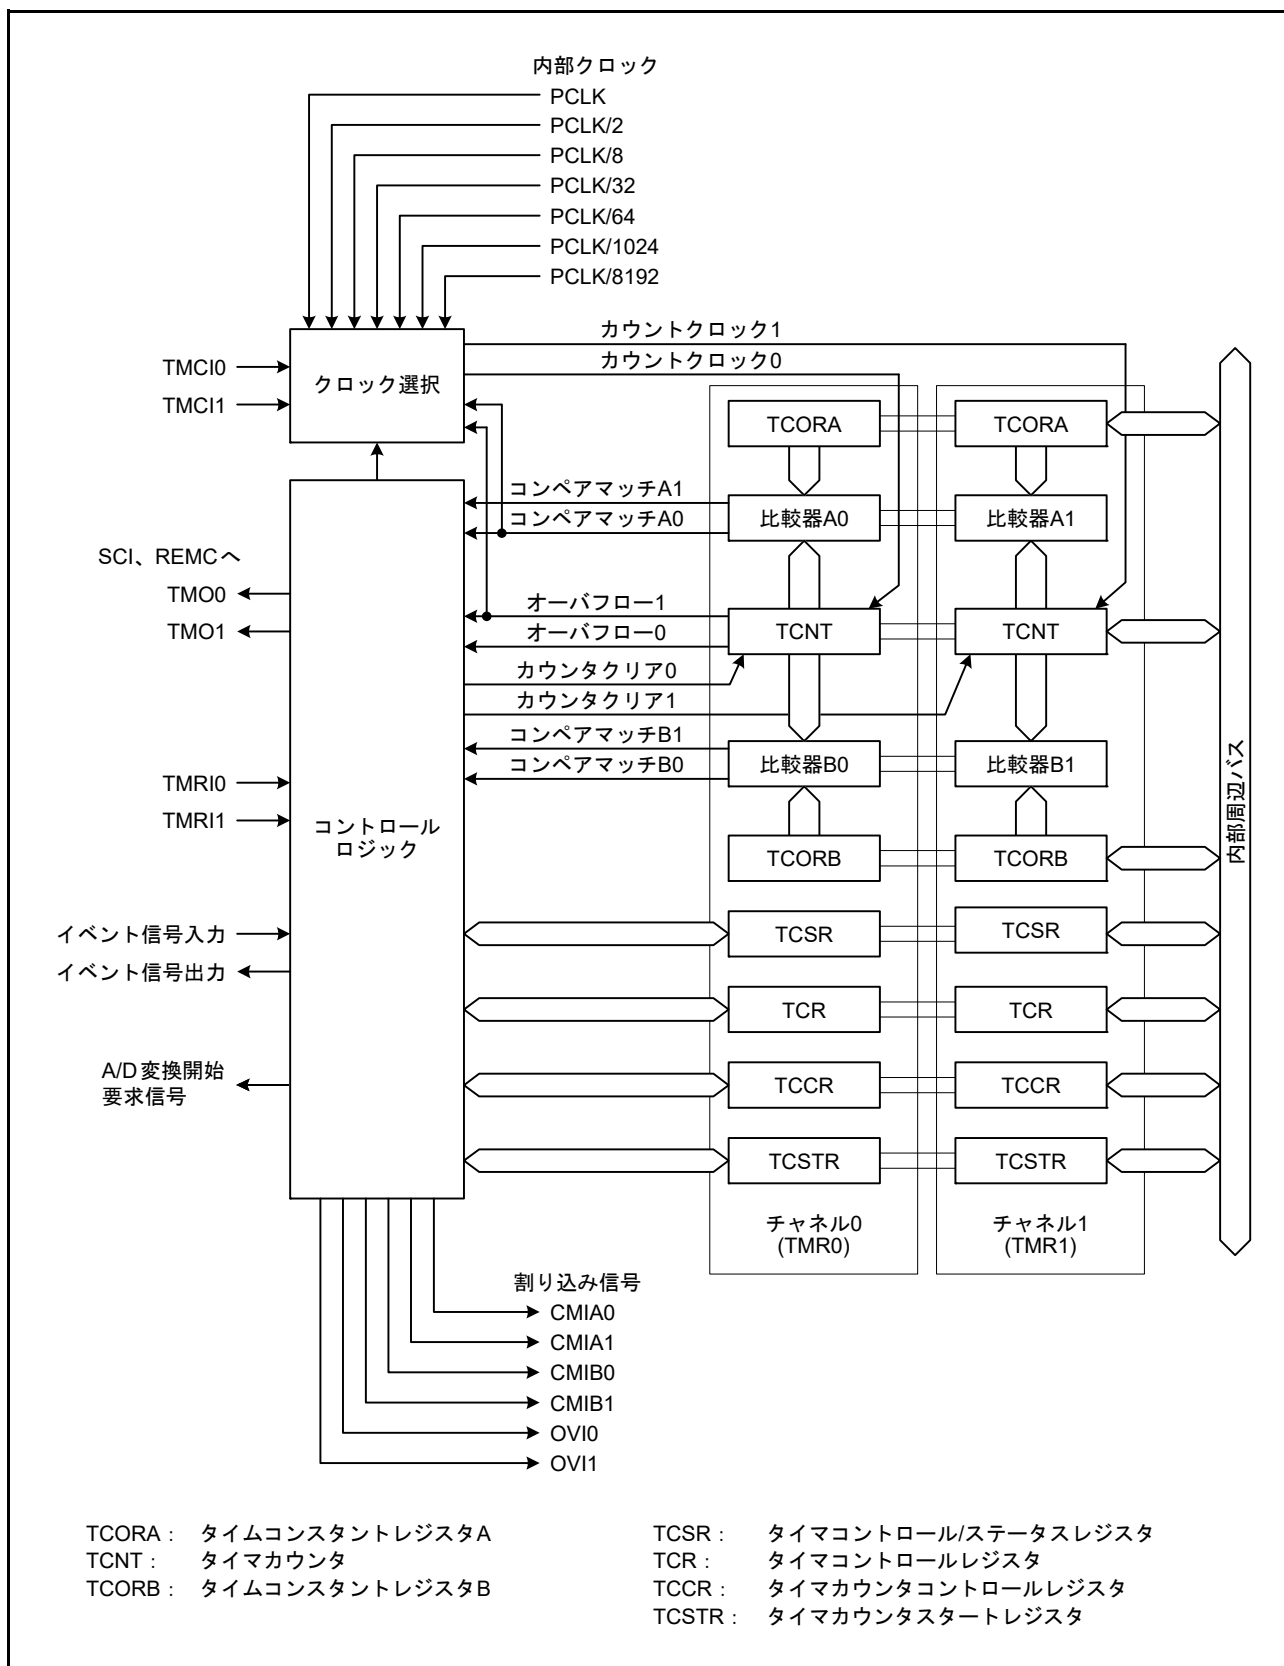 内部クロック
PCLK
PCLK/2
PCLK/8
PCLK/32
PCLK/64
PCLK/1024
PCLK/8192
カウントクロック1
カウントクロック0
TMCI0
TMCI1
クロック選択
TCORA
TCORA
コンペアマッチA1
コンペアマッチA0
比較器A0
比較器A1
SCI、REMCへ
TMO0
TMO1
オーバフロー1
オーバフロー0
TCNT
TCNT
カウンタクリア0
カウンタクリア1
コンペアマッチB1
コンペアマッチB0
比較器B0
比較器B1
内部周辺バス
TMRI0
TMRI1
コントロール
ロジック
TCORB
TCORB
イベント信号入力
イベント信号出力
TCSR
TCSR
TCR
TCR
A/D変換開始
要求信号
TCCR
TCCR
TCSTR
TCSTR
チャネル0
(TMR0)
チャネル1
(TMR1)
割り込み信号
CMIA0
CMIA1
CMIB0
CMIB1
OVI0
OVI1
TCORA : タイムコンスタントレジスタA
TCNT : タイマカウンタ
TCORB : タイムコンスタントレジスタB
TCSR : タイマコントロール/ステータスレジスタ
TCR : タイマコントロールレジスタ
TCCR : タイマカウンタコントロールレジスタ
TCSTR : タイマカウンタスタートレジスタ